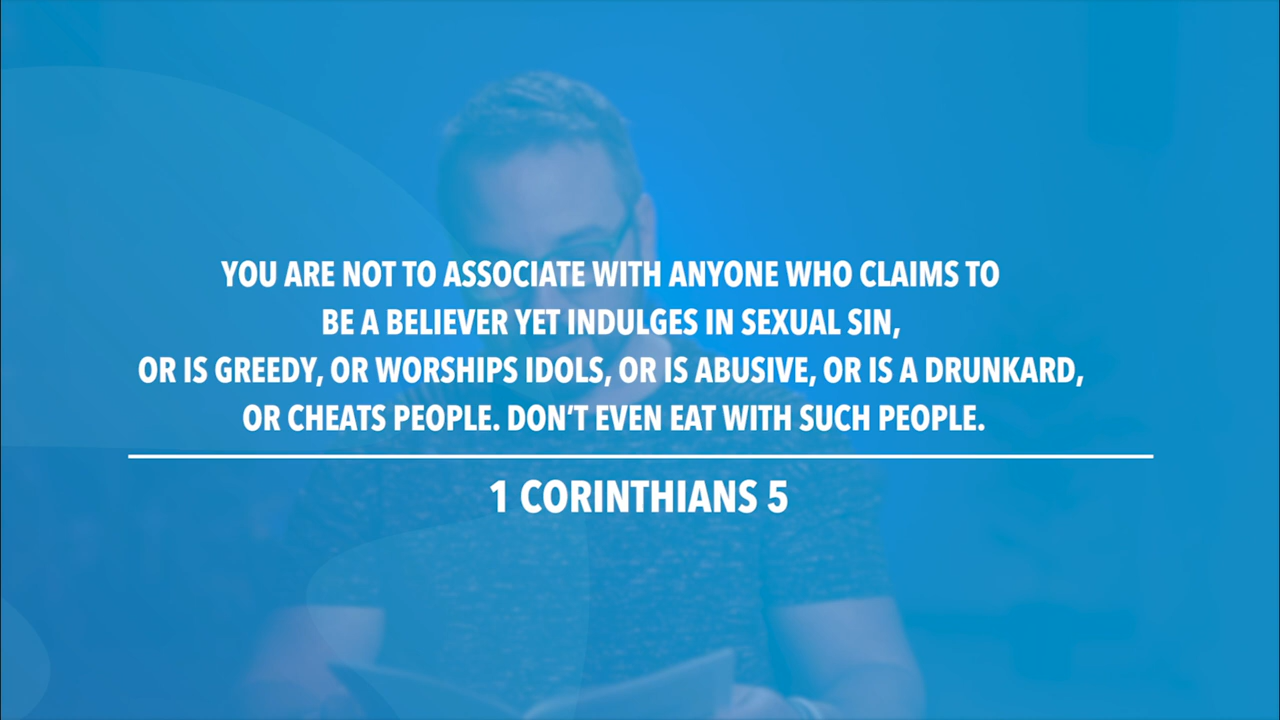 YOU ARE NOT TO ASSOCIATE WITH ANYONE WHO CLAIMS TO
BE A BELIEVER YET INDULGES IN SEXUAL SIN,
OR IS GREEDY, OR WORSHIPS IDOLS, OR IS ABUSIVE, OR IS A DRUNKARD,
OR CHEATS PEOPLE. DON’T EVEN EAT WITH SUCH PEOPLE.
1 CORINTHIANS 5